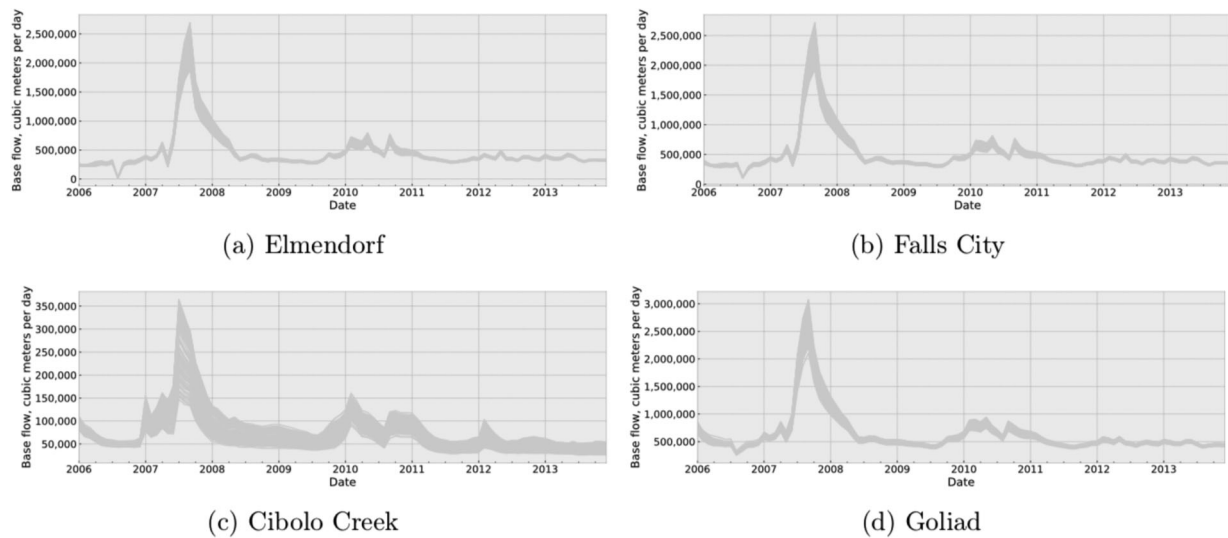 Base flow, cubic meters per day
2,500,000
2,000,000
1,500,000
1,000,000
500,000
0
2006 2007 2008 2009 2010 2011 2012 2013
Date
(a) Elmendorf
Base flow, cubic meters per day
2,500,000
2,000,000
1,500,000
1,000,000
500,000
0
2006 2007 2008 2009 2010 2011 2012 2013
Date
(b) Falls City
Base flow, cubic meters per day
350,000
300,000
250,000
200,000
150,000
100,000
50,000
2006 2007 2008 2009 2010 2011 2012 2013
Date
(c) Cibolo Creek
Base flow, cubic meters per day
3,000,000
2,500,000
2,000,000
1,500,000
1,000,000
500,000
2006 2007 2008 2009 2010 2011 2012 2013
Date
(d) Goliad